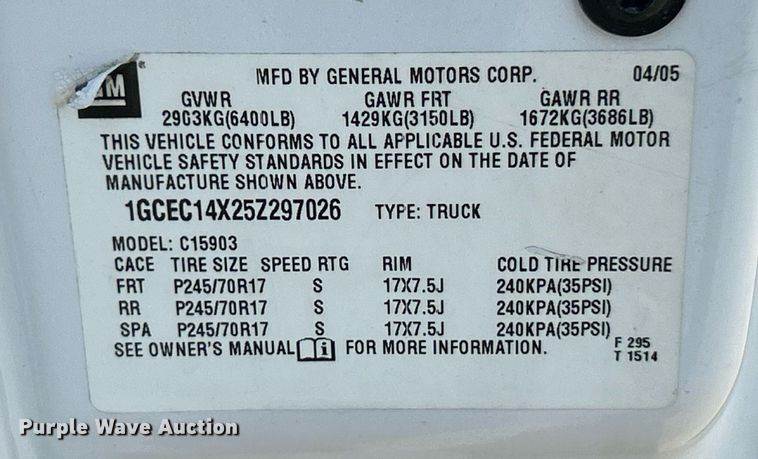 GM
MFD BY GENERAL MOTORS CORP. 04/05
GVWR GAWR FRT GAWR RR
2903KG(6400LB) 1429KG(3150LB) 1672KG(3686LB)
THIS VEHICLE CONFORMS TO ALL APPLICABLE U.S. FEDERAL MOTOR
VEHICLE SAFETY STANDARDS IN EFFECT ON THE DATE OF
MANUFACTURE SHOWN ABOVE.
1GCEC14X25Z297026 TYPE: TRUCK
MODEL: C15903
CACE TIRE SIZE SPEED RTG RIM COLD TIRE PRESSURE
FRT P245/70R17 S 17X7.5J 240KPA(35PSI)
RR P245/70R17 S 17X7.5J 240KPA(35PSI)
SPA P245/70R17 S 17X7.5J 240KPA(35PSI)
SEE OWNER'S MANUAL i FOR MORE INFORMATION.
F 295
T 1514
Purple Wave Auction